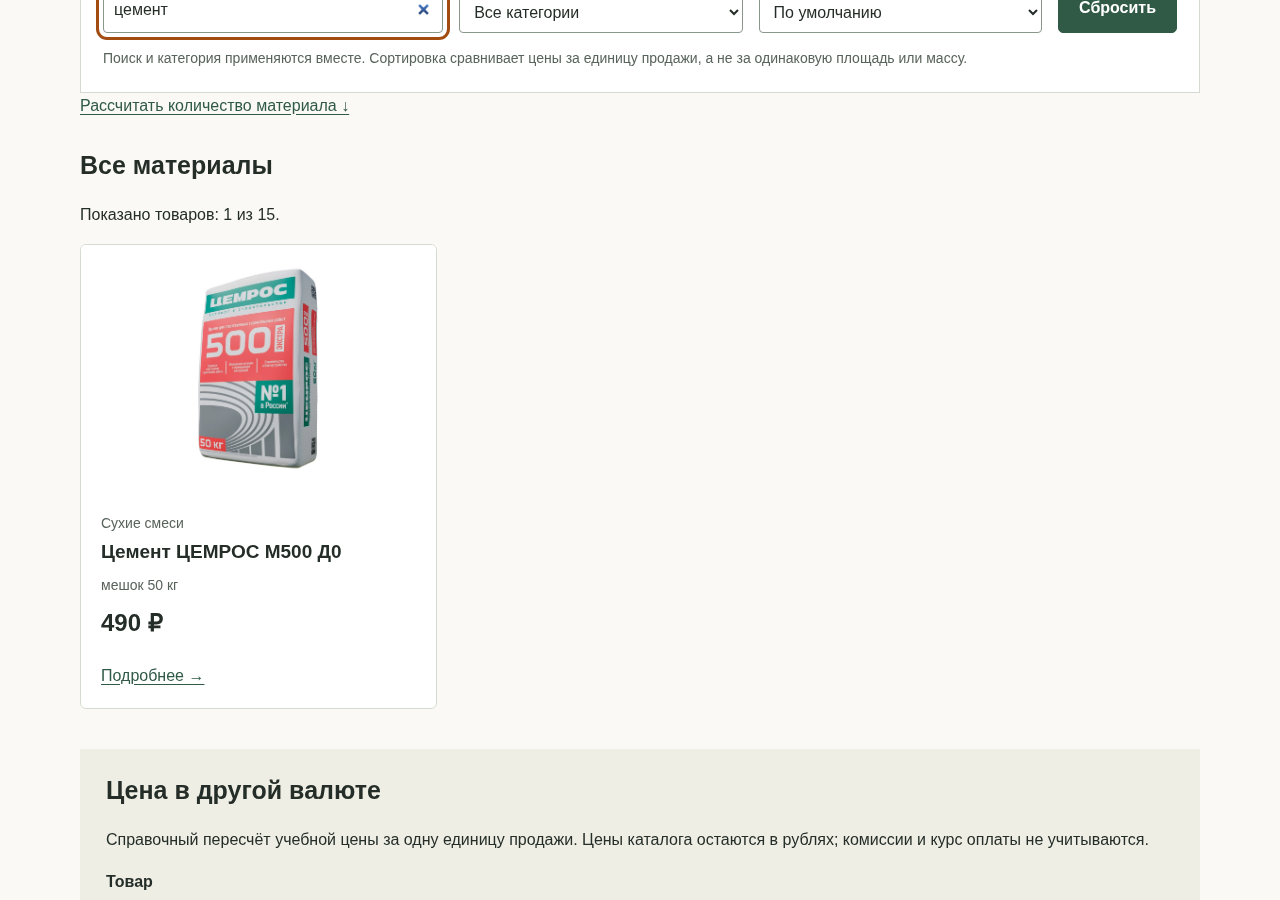 цемент
Все категории
По умолчанию
Сбросить
Поиск и категория применяются вместе. Сортировка сравнивает цены за единицу продажи, а не за одинаковую площадь или массу.
Рассчитать количество материала ↓
Все материалы
Показано товаров: 1 из 15.
ЦЕМРОС
500
ЭКСТРА
№1
в России
50 кг
Сухие смеси
Цемент ЦЕМРОС М500 Д0
мешок 50 кг
490 ₽
Подробнее →
Цена в другой валюте
Справочный пересчёт учебной цены за одну единицу продажи. Цены каталога остаются в рублях; комиссии и курс оплаты не учитываются.
Товар